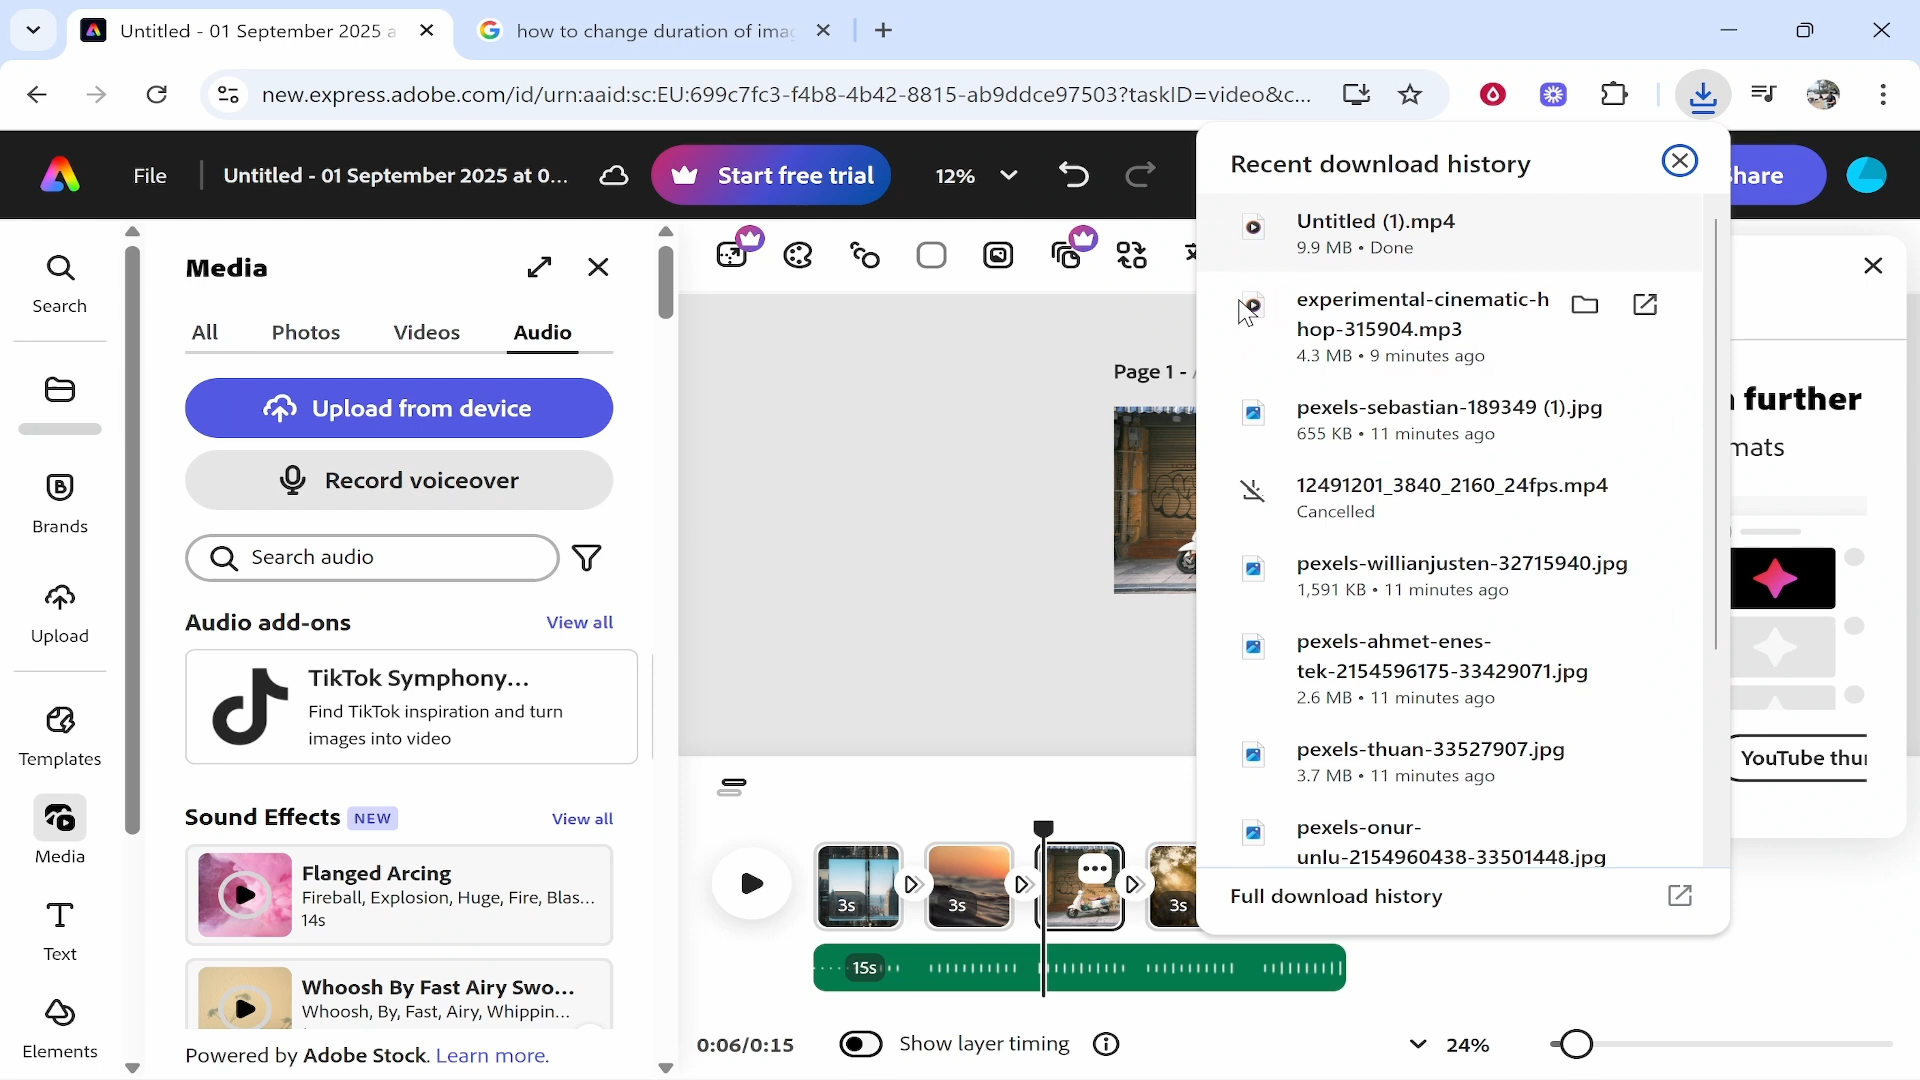 Untitled - 01 September 2025 a
how to change duration of imag
new.express.adobe.com/id/urn:aaid:sc:EU:699c7fc3-f4b8-4b42-8815-ab9ddce97503?taskID=video&c...
File
Untitled - 01 September 2025 at 0...
Start free trial
12%
hare
Search
Brands
Upload
Templates
Media
Text
Elements
Media
All
Photos
Videos
Audio
Upload from device
Record voiceover
Search audio
Audio add-ons
View all
TikTok Symphony...
Find TikTok inspiration and turn
images into video
Sound Effects NEW
View all
Flanged Arcing
Fireball, Explosion, Huge, Fire, Blas...
14s
Whoosh By Fast Airy Swo...
Whoosh, By, Fast, Airy, Whippin...
Powered by Adobe Stock. Learn more.
Page 1 -
3s
3s
3s
15s
0:06/0:15
Show layer timing
24%
Recent download history
Untitled (1).mp4
9.9 MB • Done
experimental-cinematic-h
hop-315904.mp3
4.3 MB • 9 minutes ago
pexels-sebastian-189349 (1).jpg
655 KB • 11 minutes ago
12491201_3840_2160_24fps.mp4
Cancelled
pexels-willianjusten-32715940.jpg
1,591 KB • 11 minutes ago
pexels-ahmet-enes-
tek-2154596175-33429071.jpg
2.6 MB • 11 minutes ago
pexels-thuan-33527907.jpg
3.7 MB • 11 minutes ago
pexels-onur-
unlu-2154960438-33501448.jpg
Full download history
further
mats
YouTube thu